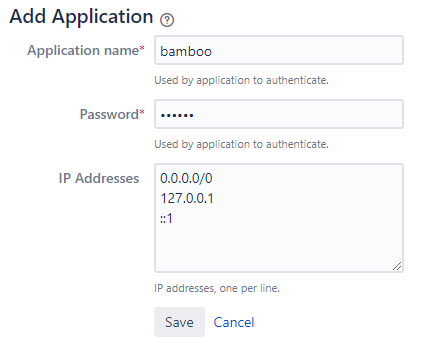 Add Application
Application name* bamboo
Used by application to authenticate.
Password* ••••••
Used by application to authenticate.
IP Addresses 0.0.0.0/0
127.0.0.1
::1
IP addresses, one per line.
Save Cancel